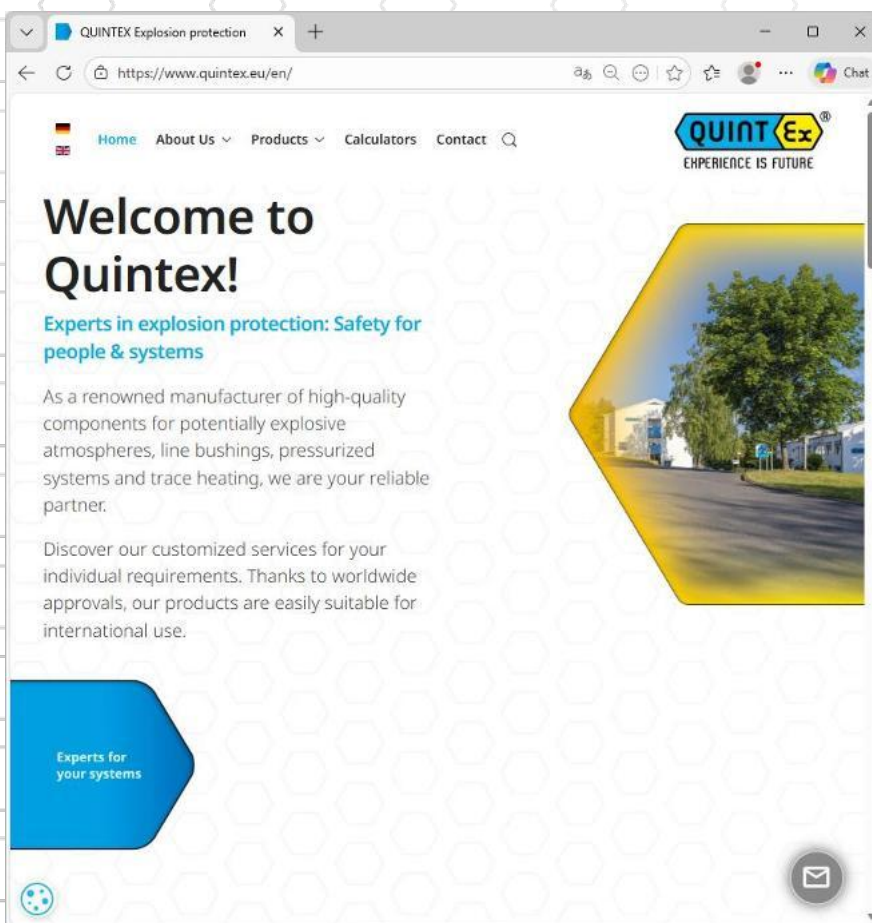 QUINTEX Explosion protection
https://www.quintex.eu/en/
Chat
Home About Us Products Calculators Contact
QUINTEx®
EXPERIENCE IS FUTURE
Welcome to
Quintex!
Experts in explosion protection: Safety for
people & systems
As a renowned manufacturer of high-quality
components for potentially explosive
atmospheres, line bushings, pressurized
systems and trace heating, we are your reliable
partner.
Discover our customized services for your
individual requirements. Thanks to worldwide
approvals, our products are easily suitable for
international use.
Experts for
your systems